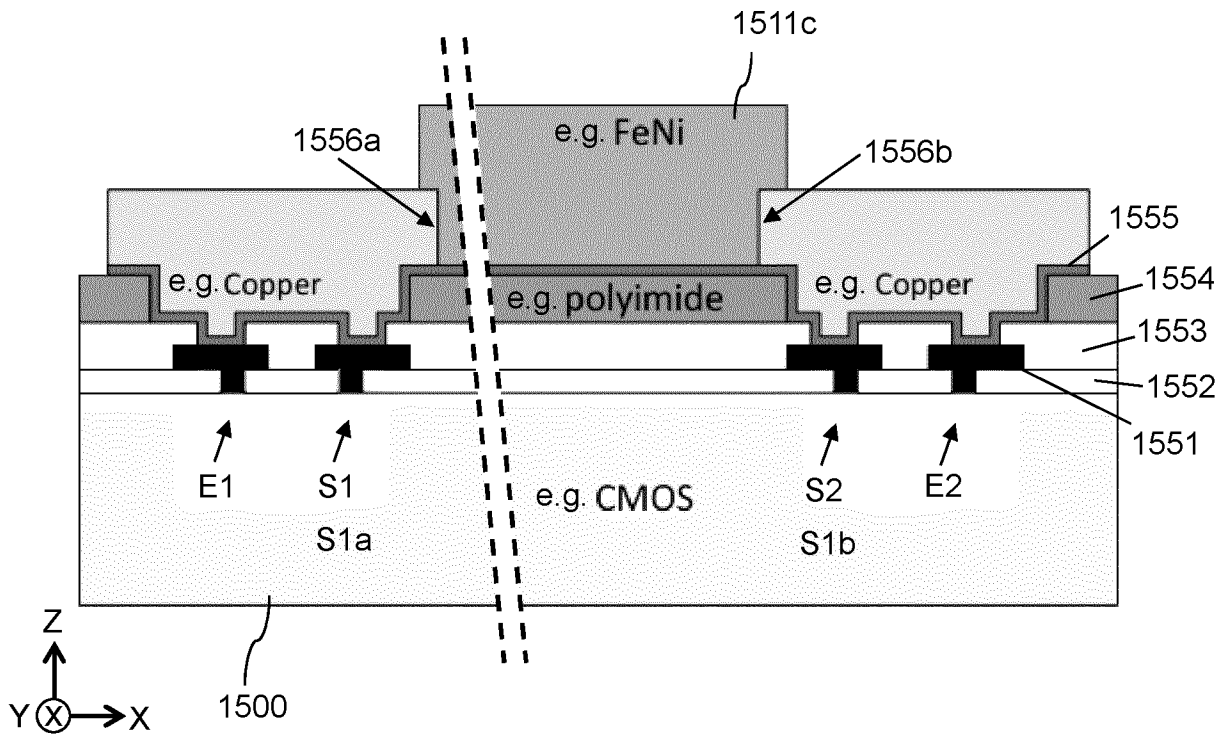 1511c
e.g. FeNi
1556a
1556b
1555
e.g. Copper
e.g. polyimide
e.g. Copper
1554
1553
1552
1551
E1
S1
S2
E2
e.g. CMOS
S1a
S1b
Z
Y X X
1500